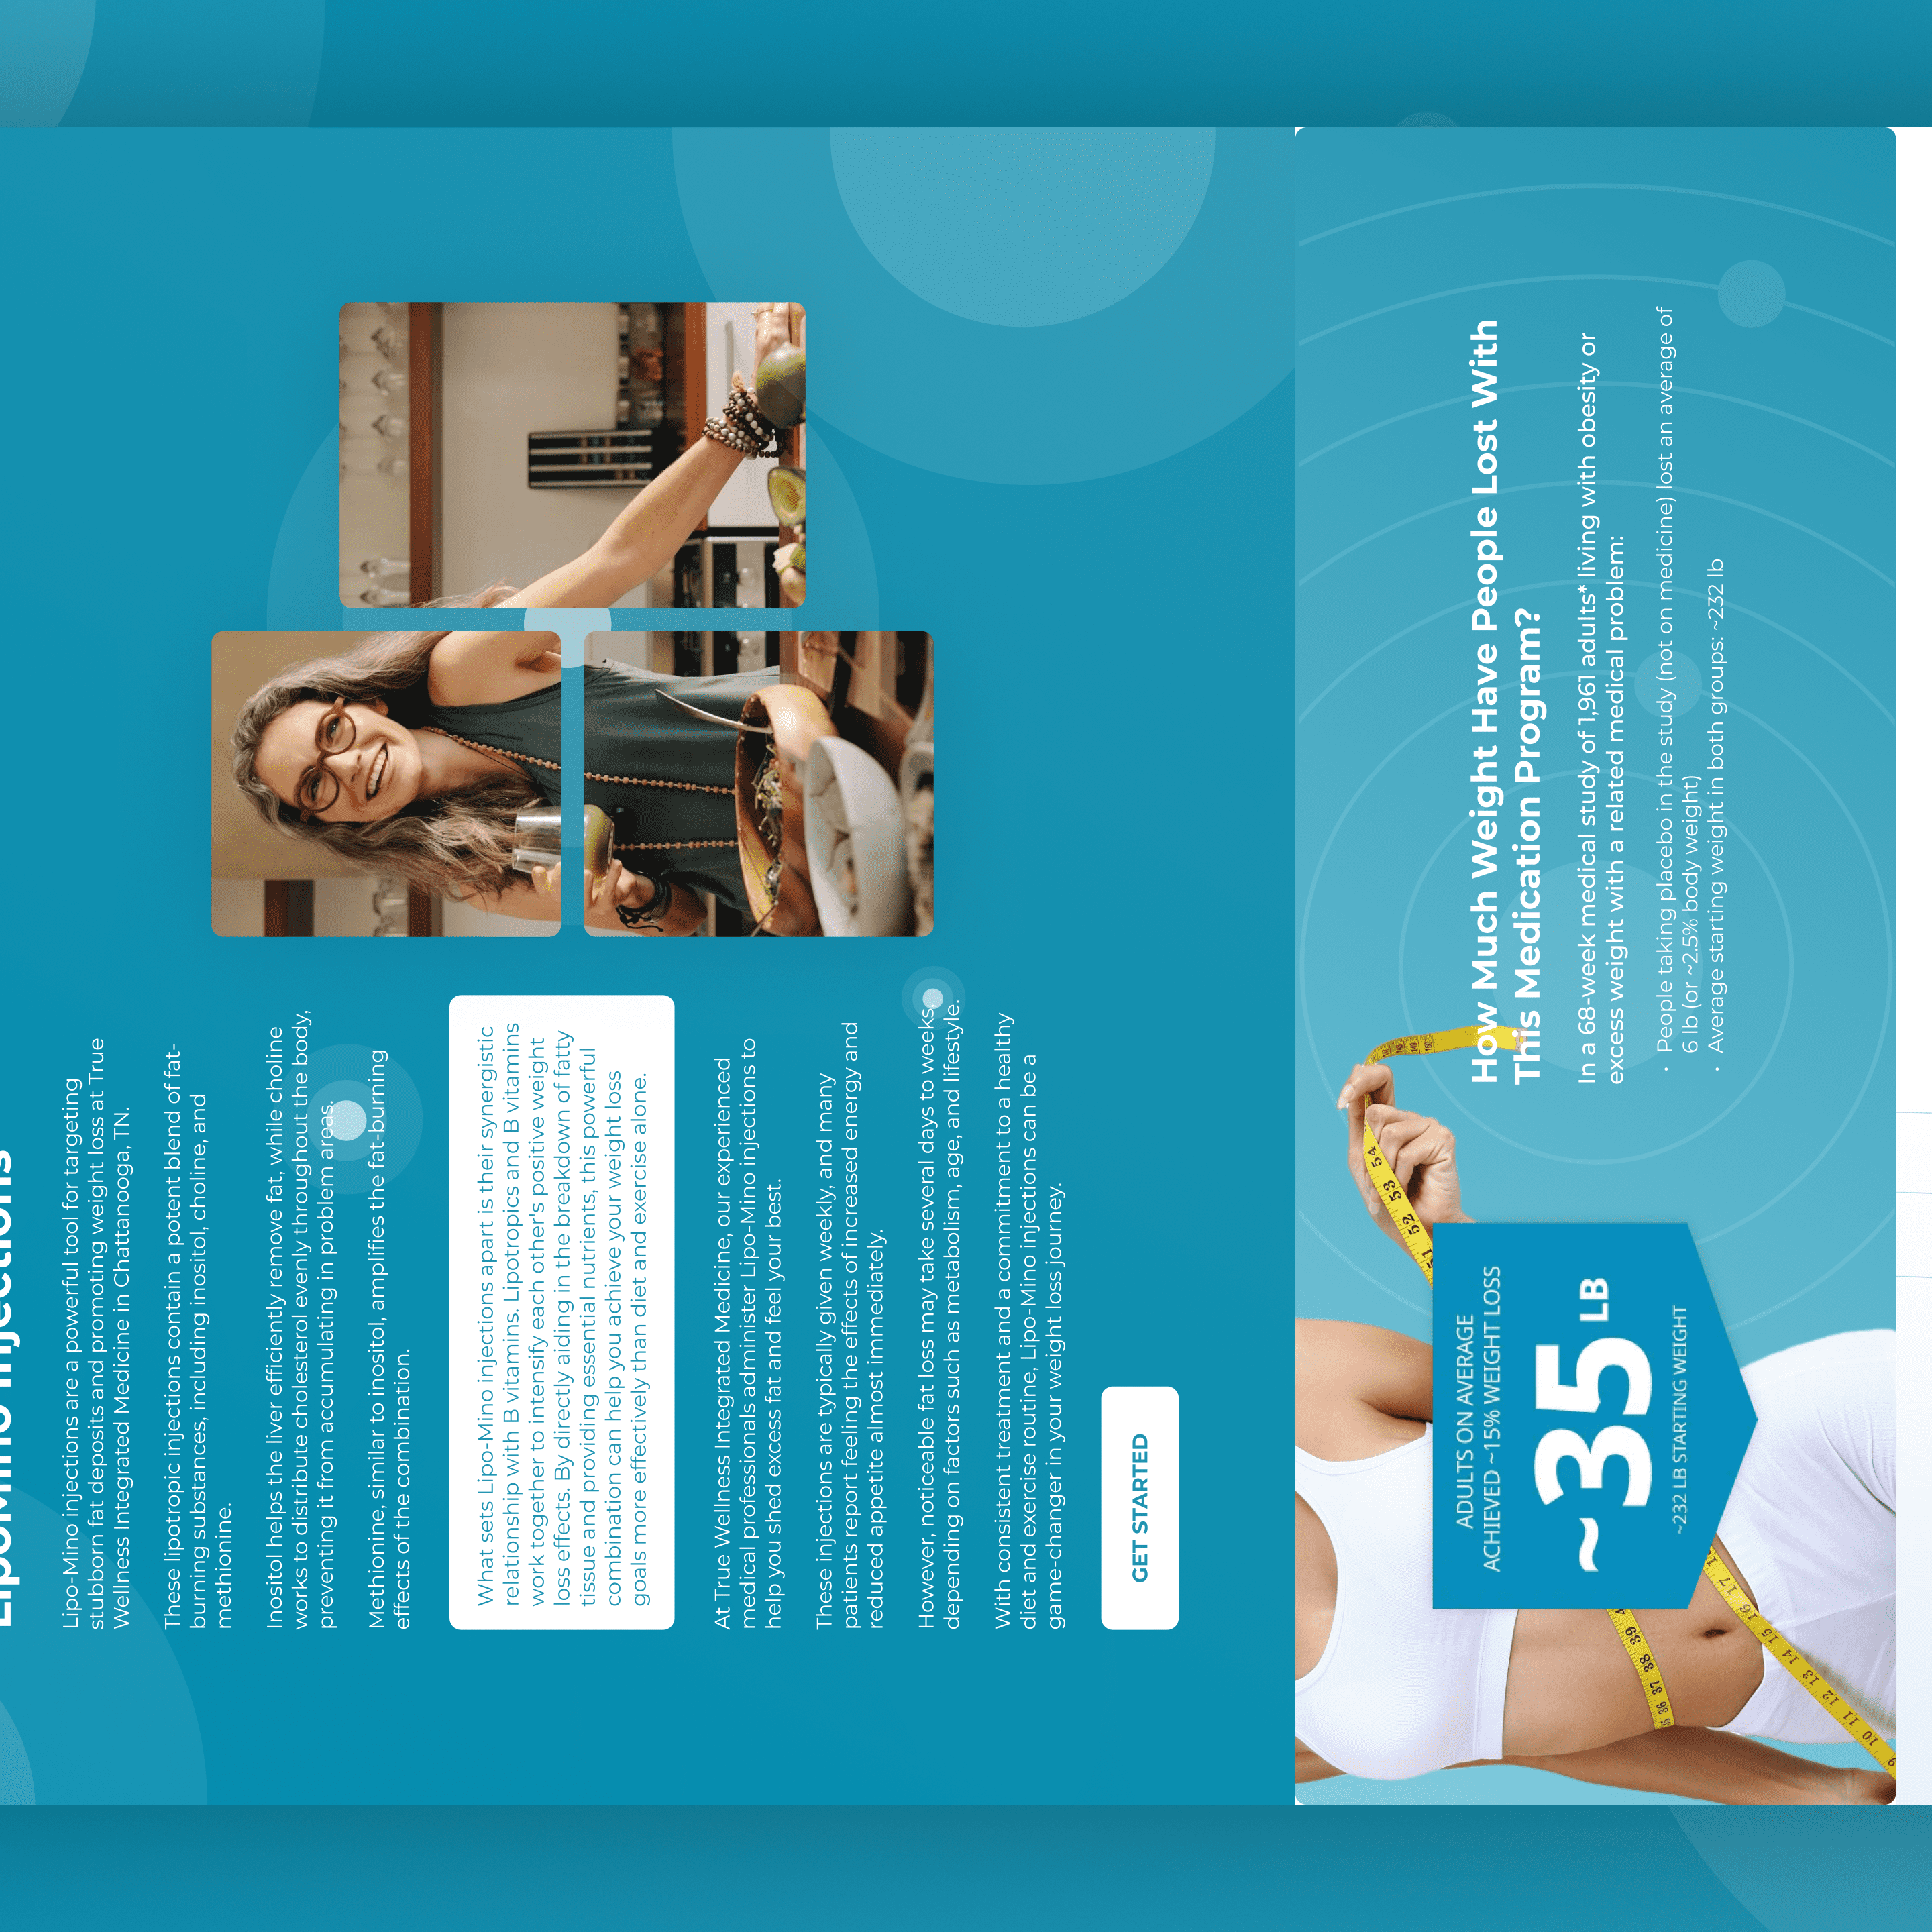 LipoMino Injections
Lipo-Mino injections are a powerful tool for targeting
stubborn fat deposits and promoting weight loss at True
Wellness Integrated Medicine in Chattanooga, TN.
These lipotropic injections contain a potent blend of fat-
burning substances, including inositol, choline, and
methionine.
Inositol helps the liver efficiently remove fat, while choline
works to distribute cholesterol evenly throughout the body,
preventing it from accumulating in problem areas.
Methionine, similar to inositol, amplifies the fat-burning
effects of the combination.
What sets Lipo-Mino injections apart is their synergistic
relationship with B vitamins. Lipotropics and B vitamins
work together to intensify each other's positive weight
loss effects. By directly aiding in the breakdown of fatty
tissue and providing essential nutrients, this powerful
combination can help you achieve your weight loss
goals more effectively than diet and exercise alone.
At True Wellness Integrated Medicine, our experienced
medical professionals administer Lipo-Mino injections to
help you shed excess fat and feel your best.
These injections are typically given weekly, and many
patients report feeling the effects of increased energy and
reduced appetite almost immediately.
However, noticeable fat loss may take several days to weeks,
depending on factors such as metabolism, age, and lifestyle.
With consistent treatment and a commitment to a healthy
diet and exercise routine, Lipo-Mino injections can be a
game-changer in your weight loss journey.
GET STARTED
ADULTS ON AVERAGE
ACHIEVED ~15% WEIGHT LOSS
~35 LB
~232 LB STARTING WEIGHT
How Much Weight Have People Lost With
This Medication Program?
In a 68-week medical study of 1,961 adults* living with obesity or
excess weight with a related medical problem:
· People taking placebo in the study (not on medicine) lost an average of
6 lb (or ~2.5% body weight)
· Average starting weight in both groups: ~232 lb